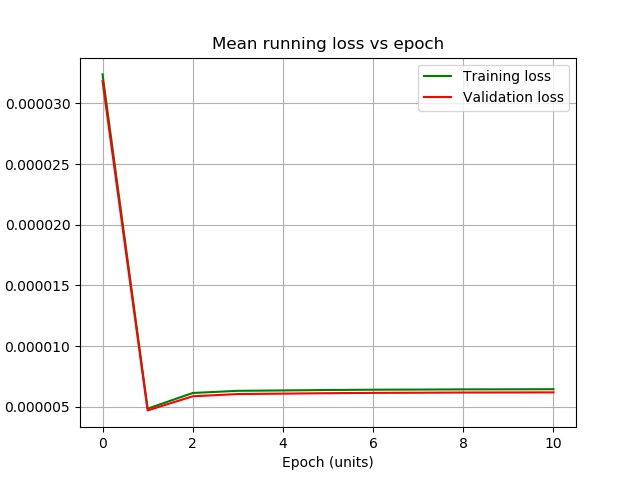 Mean running loss vs epoch
Training loss
Validation loss
0.000030
0.000025
0.000020
0.000015
0.000010
0.000005
0 2 4 6 8 10
Epoch (units)